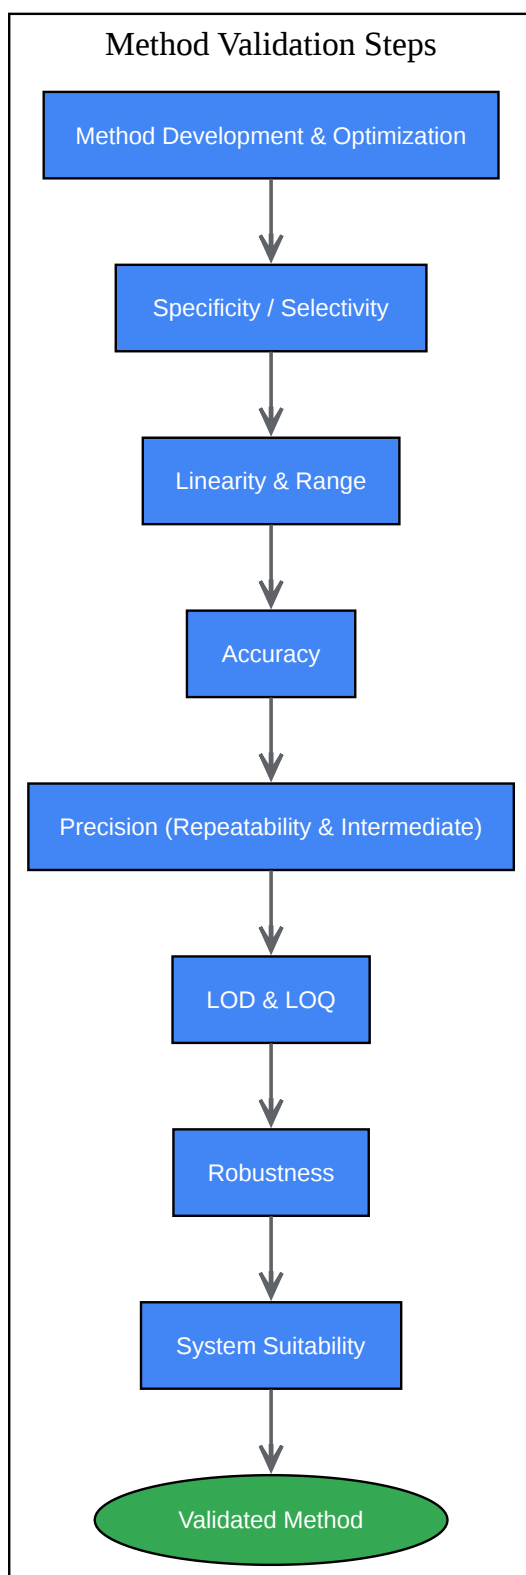 Method Validation Steps
Method Development & Optimization
Specificity / Selectivity
Linearity & Range
Accuracy
Precision (Repeatability & Intermediate)
LOD & LOQ
Robustness
System Suitability
Validated Method